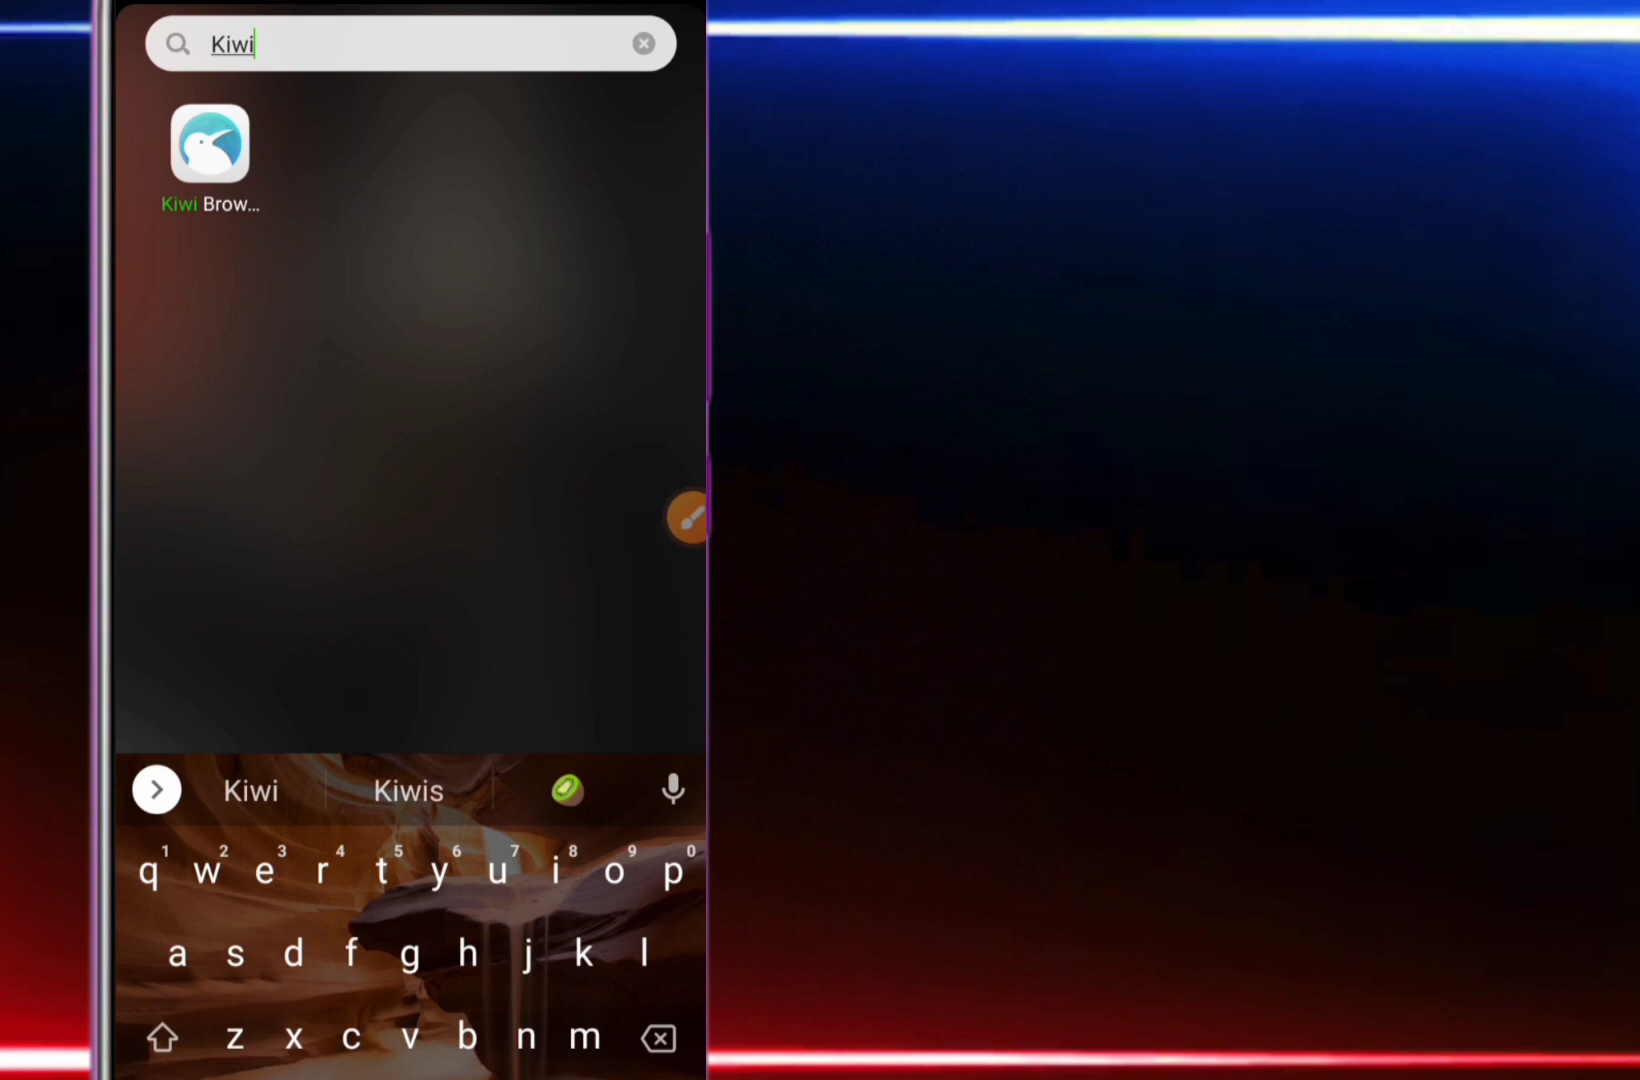 Kiwi
Kiwi Brow...
Kiwi Kiwis
1 2 3 4 5 6 7 8 9 0
q w e r t y u i o p
a s d f g h j k l
z x c v b n m